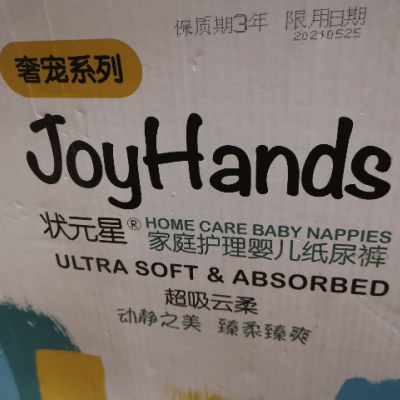 保质期3年 限用日期
20210525
奢宠系列
JoyHands
状元星® HOME CARE BABY NAPPIES
家庭护理婴儿纸尿裤
ULTRA SOFT & ABSORBED
超吸云柔
动静之美 臻柔臻爽